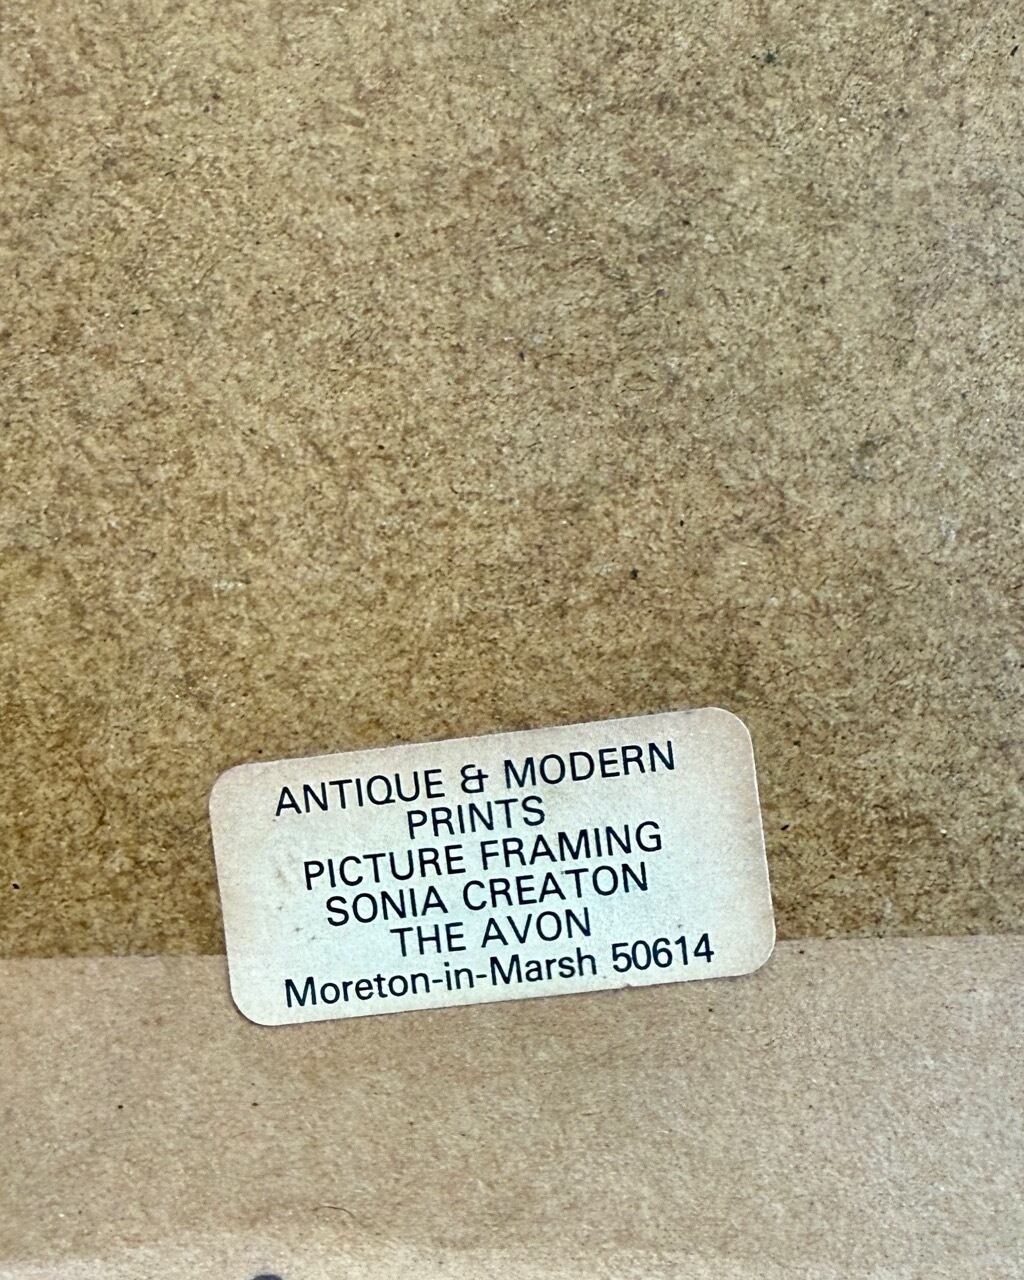 ANTIQUE & MODERN
PRINTS
PICTURE FRAMING
SONIA CREATON
THE AVON
Moreton-in-Marsh 50614